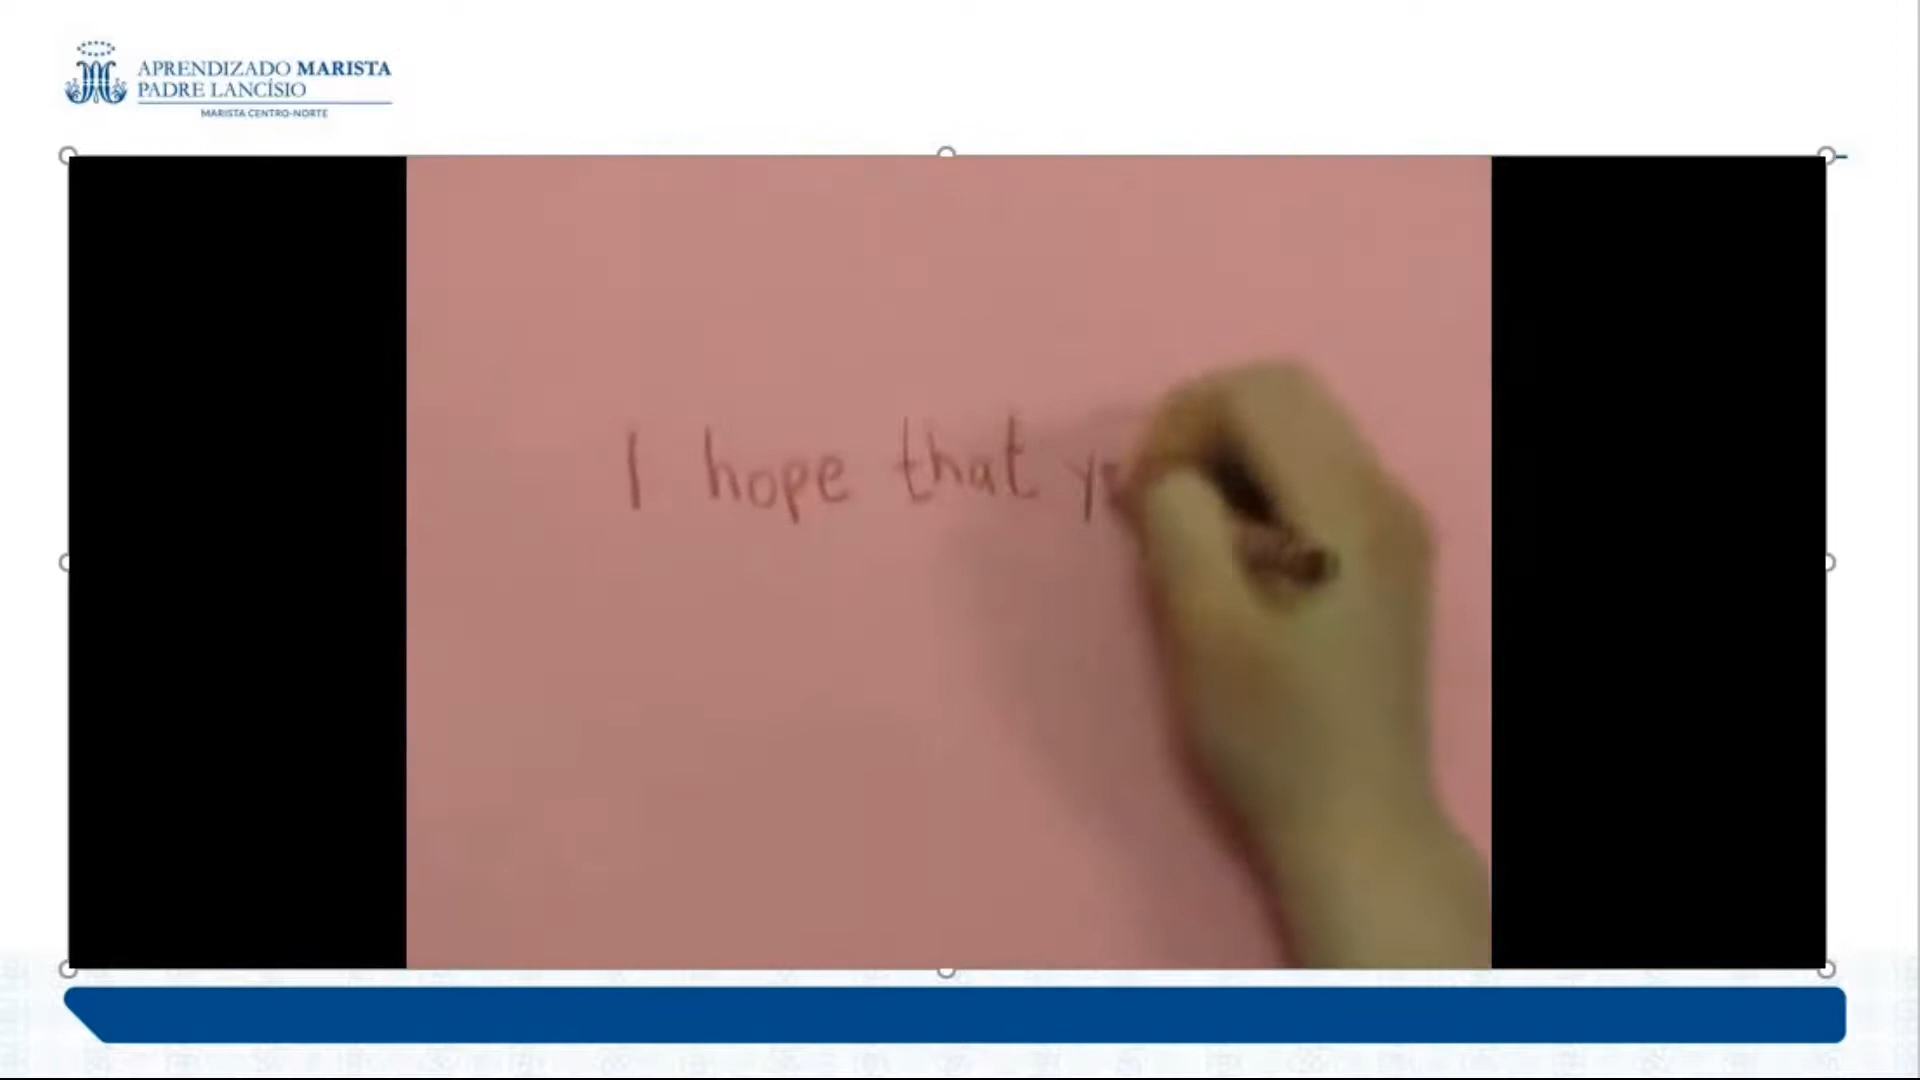 APRENDIZADO MARISTA
PADRE LANCÍSIO
MARISTA CENTRO-NORTE
I hope that